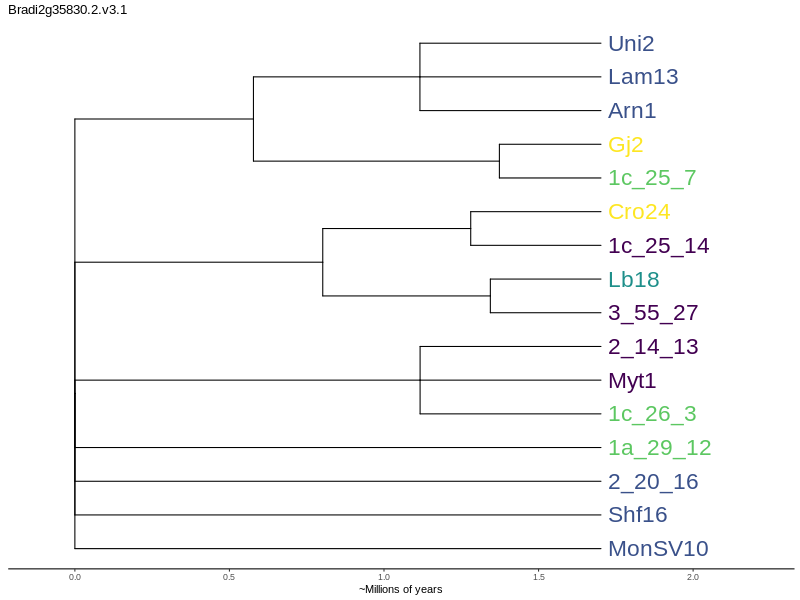 Bradi2g35830.2.v3.1
Uni2
Lam13
Arn1
Gj2
1c_25_7
Cro24
1c_25_14
Lb18
3_55_27
2_14_13
Myt1
1c_26_3
1a_29_12
2_20_16
Shf16
MonSV10
0.0 0.5 1.0 1.5 2.0
~Millions of years